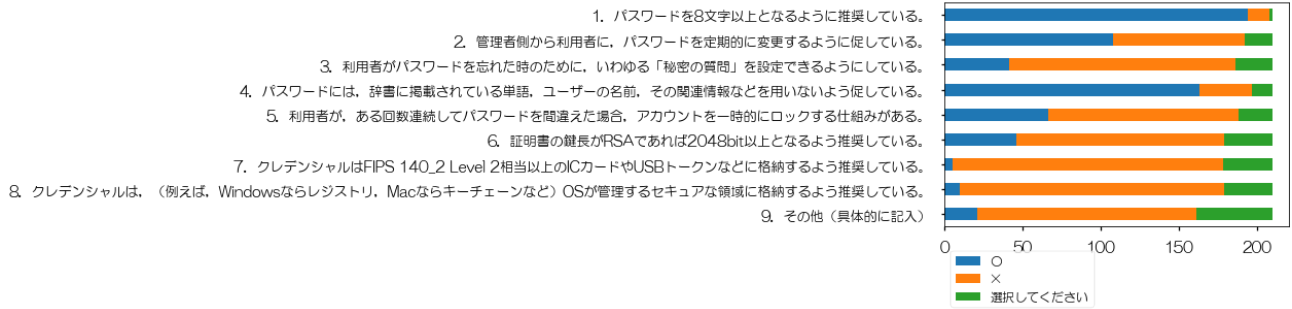 1. パスワードを8文字以上となるように推奨している。
2. 管理者側から利用者に，パスワードを定期的に変更するように促している。
3. 利用者がパスワードを忘れた時のために，いわゆる「秘密の質問」を設定できるようにしている。
4. パスワードには，辞書に掲載されている単語，ユーザーの名前，その関連情報などを用いないよう促している。
5. 利用者が，ある回数連続してパスワードを間違えた場合，アカウントを一時的にロックする仕組みがある。
6. 証明書の鍵長がRSAであれば2048bit以上となるよう推奨している。
7. クレデンシャルはFIPS 140_2 Level 2相当以上のICカードやUSBトークンなどに格納するよう推奨している。
8. クレデンシャルは，（例えば，Windowsならレジストリ，Macならキーチェーンなど）OSが管理するセキュアな領域に格納するよう推奨している。
9. その他（具体的に記入）
0 50 100 150 200
○
×
選択してください